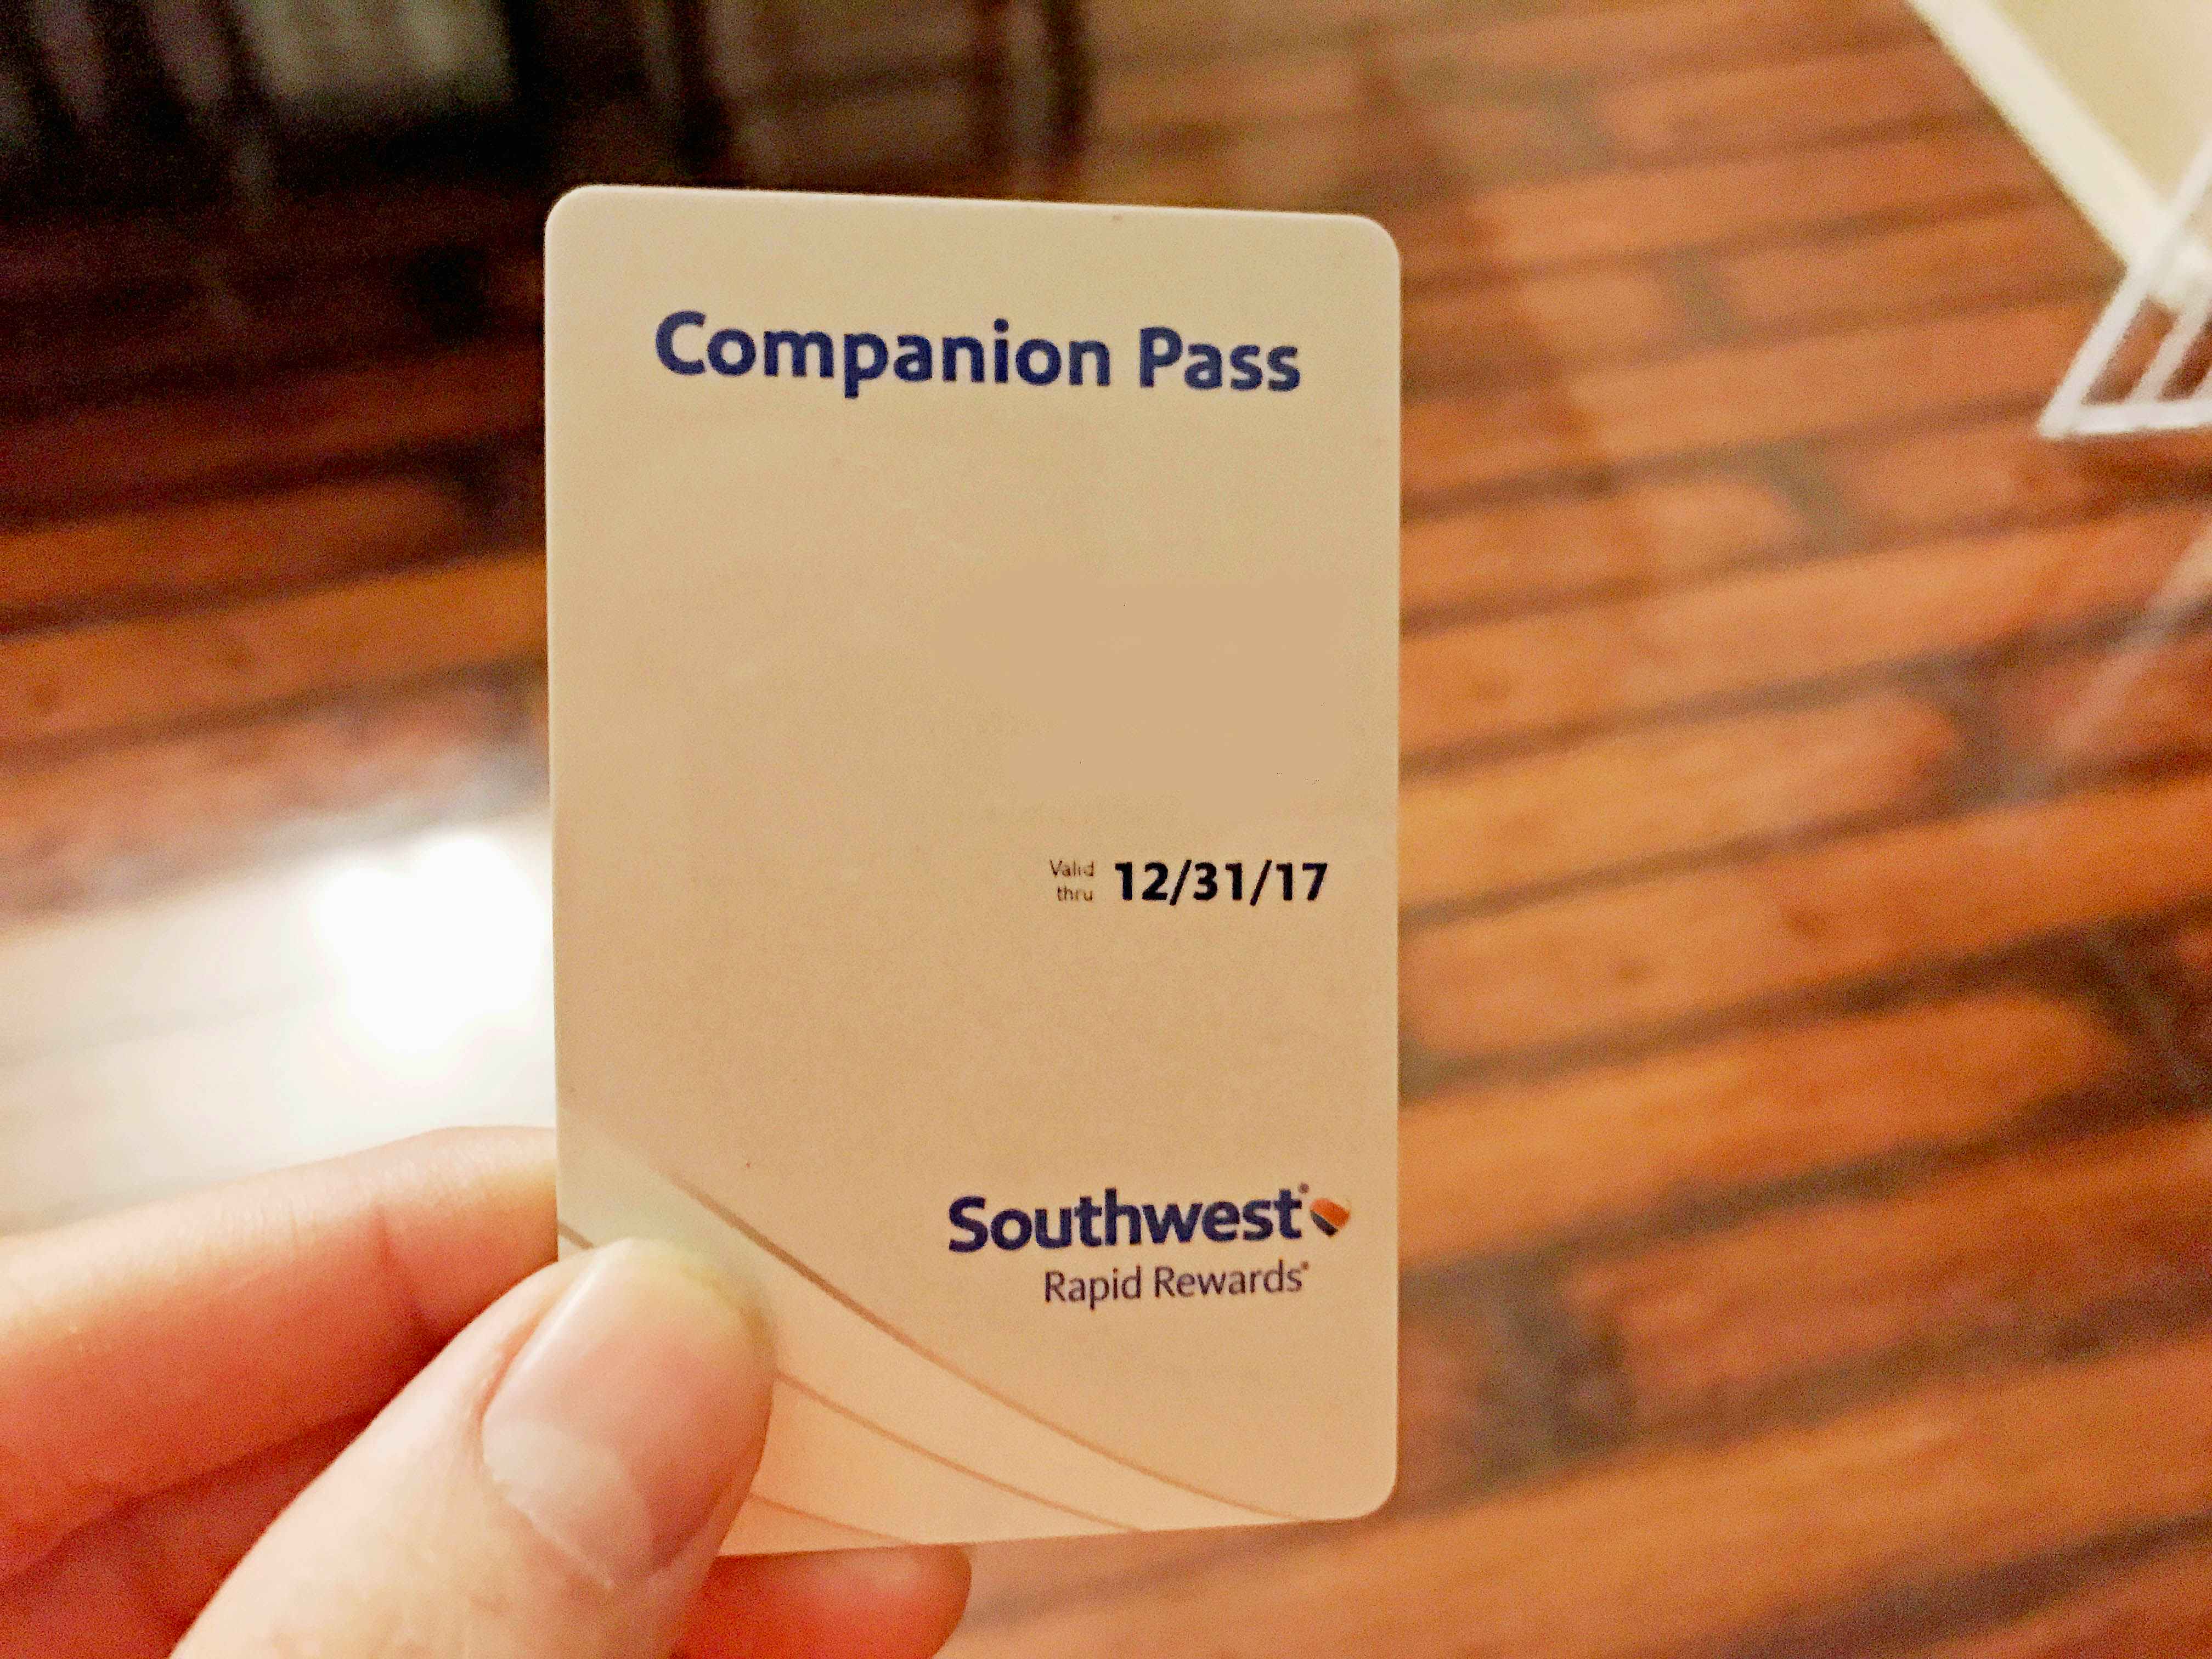 Companion Pass
Valid
thru
12/31/17
Southwest®
Rapid Rewards®